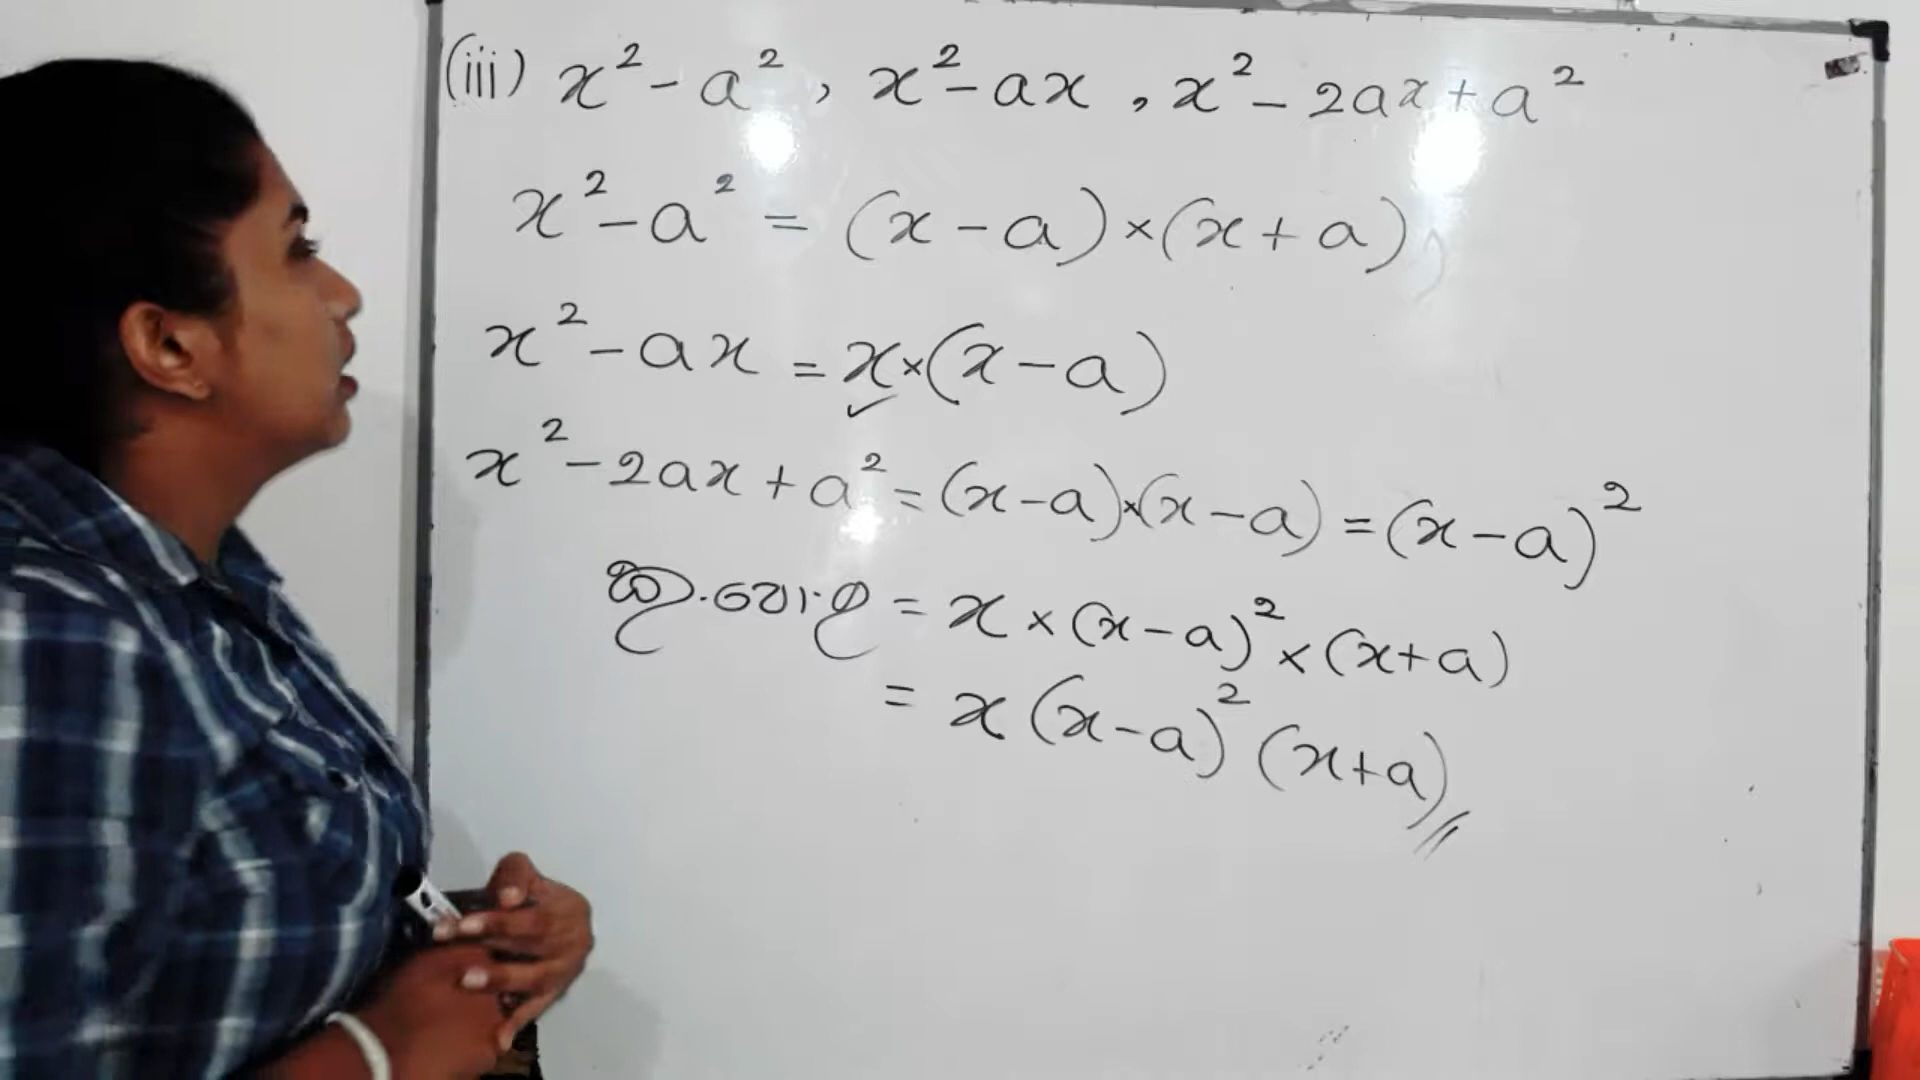 (iii) x² - a² , x² - ax , x² - 2ax + a²
x² - a² = (x - a) × (x + a)
x² - ax = x × (x - a)
x² - 2ax + a² = (x - a) × (x - a) = (x - a)²
කු.පො.ගු = x × (x - a)² × (x + a)
= x (x - a)² (x + a)